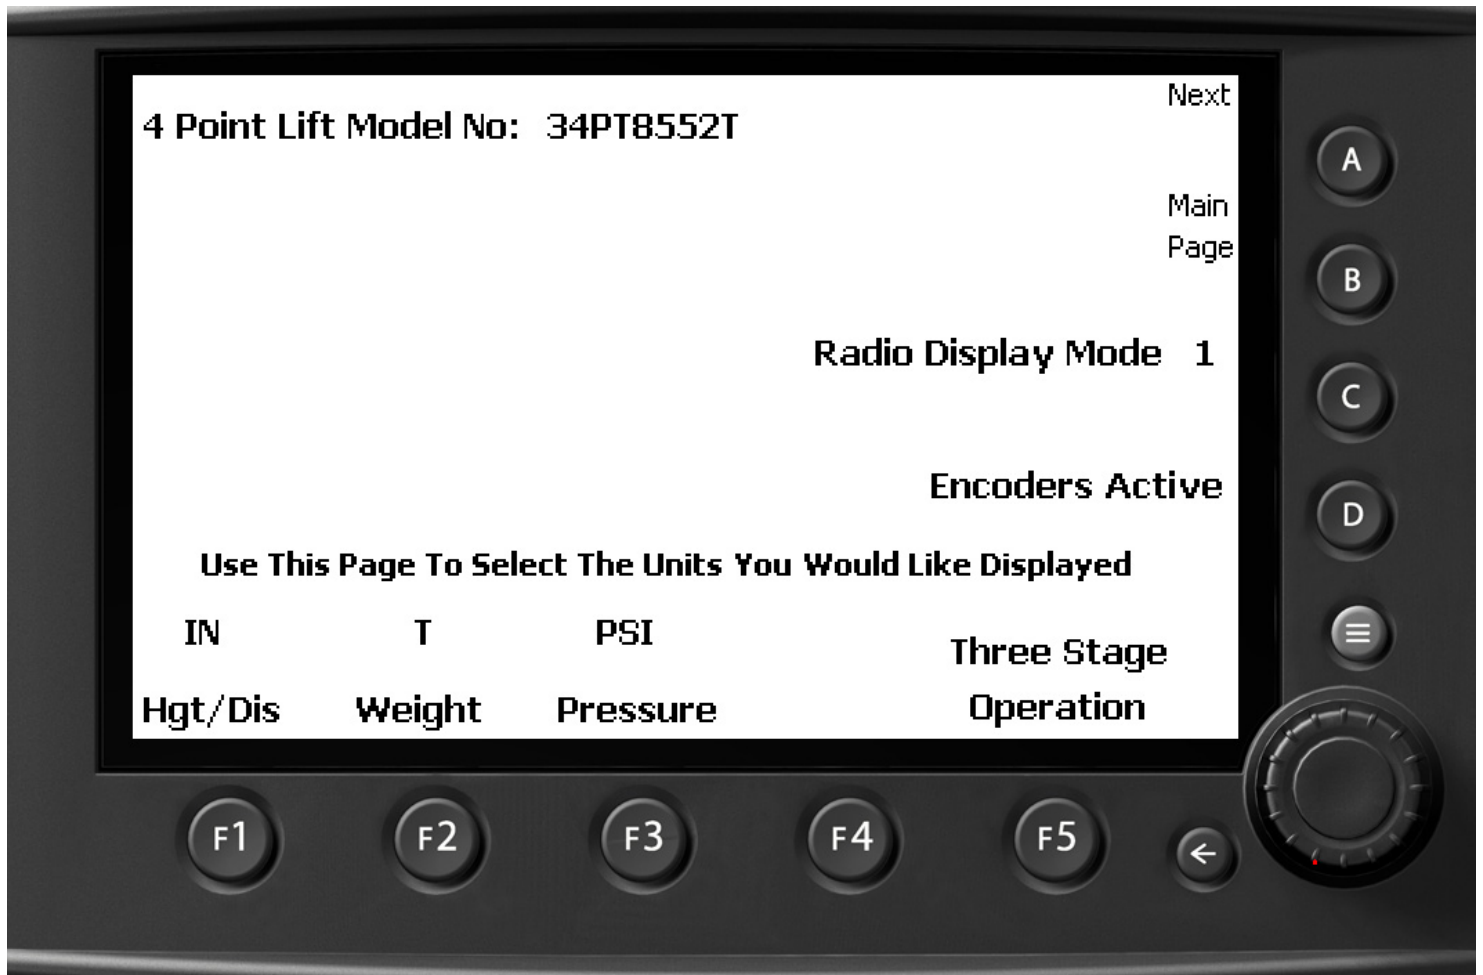 Next
4 Point Lift Model No: 34PT8552T
A
Main
Page
B
Radio Display Mode 1
C
Encoders Active
D
Use This Page To Select The Units You Would Like Displayed
IN T PSI
Three Stage
Hgt/Dis Weight Pressure Operation
F1 F2 F3 F4 F5